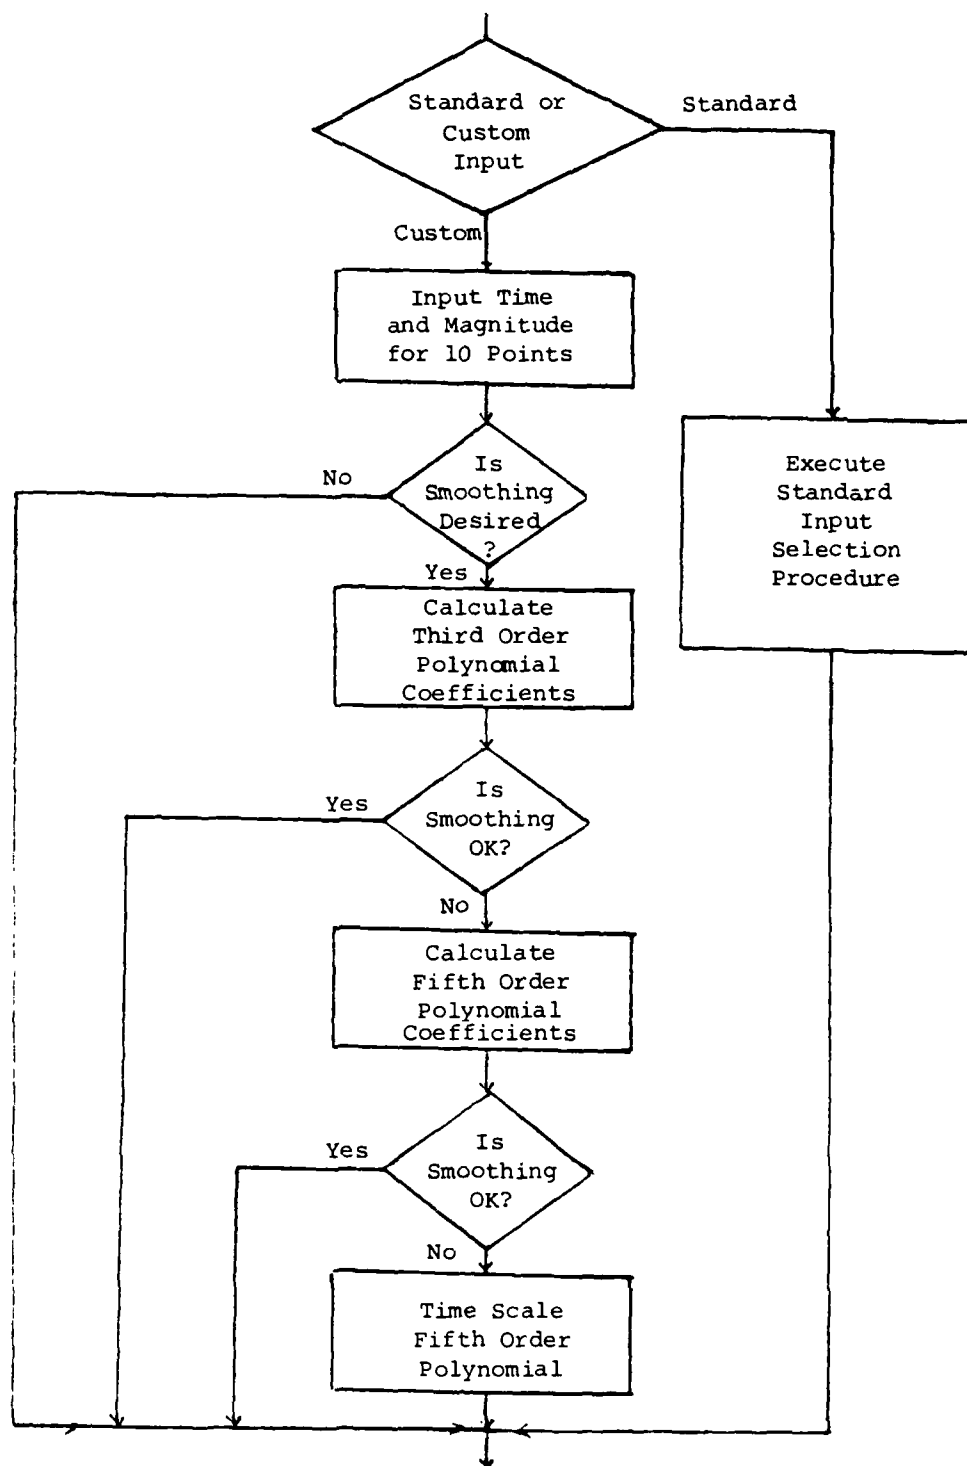 Standard or
Custom
Input
Standard
Custom
Input Time
and Magnitude
for 10 Points
Is
Smoothing
Desired
?
No
Yes
Execute
Standard
Input
Selection
Procedure
Calculate
Third Order
Polynomial
Coefficients
Is
Smoothing
OK?
Yes
No
Calculate
Fifth Order
Polynomial
Coefficients
Is
Smoothing
OK?
Yes
No
Time Scale
Fifth Order
Polynomial